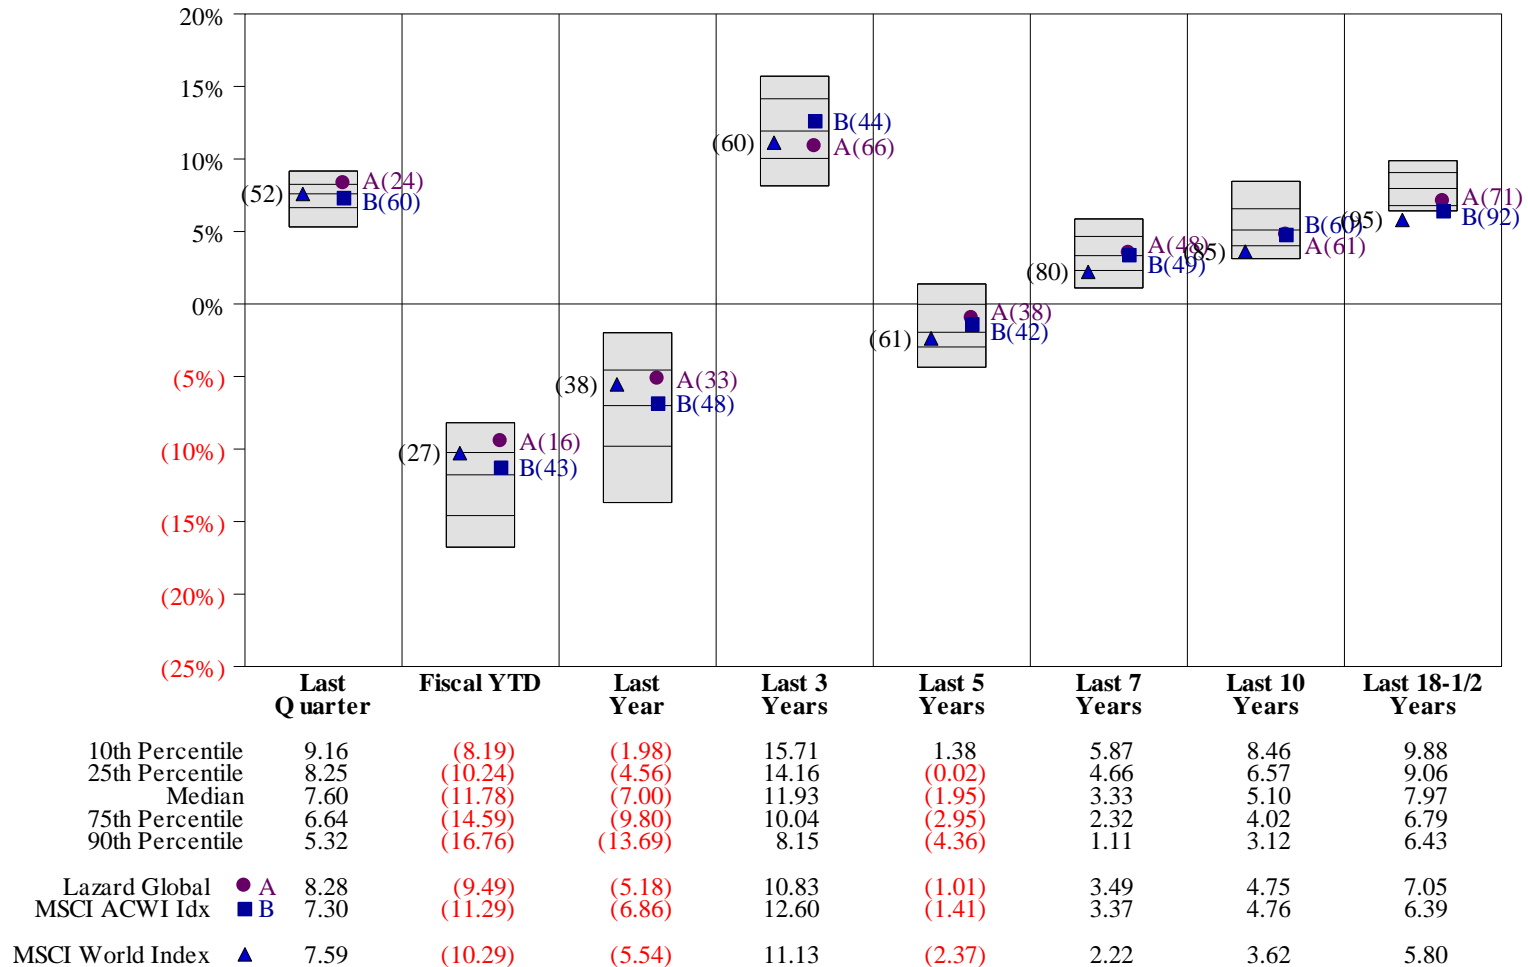 20%
15%
10%
5%
0%
(5%)
(10%)
(15%)
(20%)
(25%)
(52) A(24)
B(60)
(27) A(16)
B(43)
(38) A(33)
B(48)
(60) B(44)
A(66)
(61) A(38)
B(42)
(80) A(48)
B(49)
(85) B(60)
A(61)
(95) A(71)
B(92)
Last Quarter Fiscal YTD Last Year Last 3 Years Last 5 Years Last 7 Years Last 10 Years Last 18-1/2 Years
10th Percentile 9.16 (8.19) (1.98) 15.71 1.38 5.87 8.46 9.88
25th Percentile 8.25 (10.24) (4.56) 14.16 (0.02) 4.66 6.57 9.06
Median 7.60 (11.78) (7.00) 11.93 (1.95) 3.33 5.10 7.97
75th Percentile 6.64 (14.59) (9.80) 10.04 (2.95) 2.32 4.02 6.79
90th Percentile 5.32 (16.76) (13.69) 8.15 (4.36) 1.11 3.12 6.43
Lazard Global A 8.28 (9.49) (5.18) 10.83 (1.01) 3.49 4.75 7.05
MSCI ACWI Idx B 7.30 (11.29) (6.86) 12.60 (1.41) 3.37 4.76 6.39
MSCI World Index 7.59 (10.29) (5.54) 11.13 (2.37) 2.22 3.62 5.80